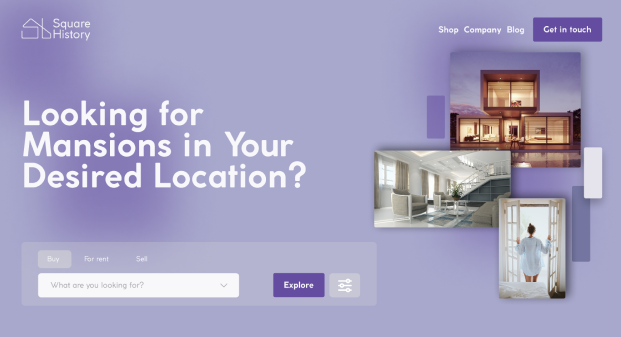 Square
History
Shop Company Blog Get in touch
Looking for
Mansions in Your
Desired Location?
Buy For rent Sell
What are you looking for? Explore